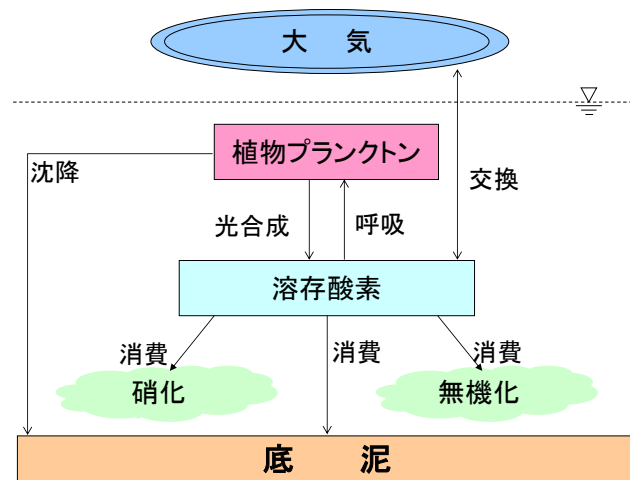 大　気
植物プランクトン
沈降
交換
光合成
呼吸
溶存酸素
消費
消費
消費
硝化
無機化
底　泥